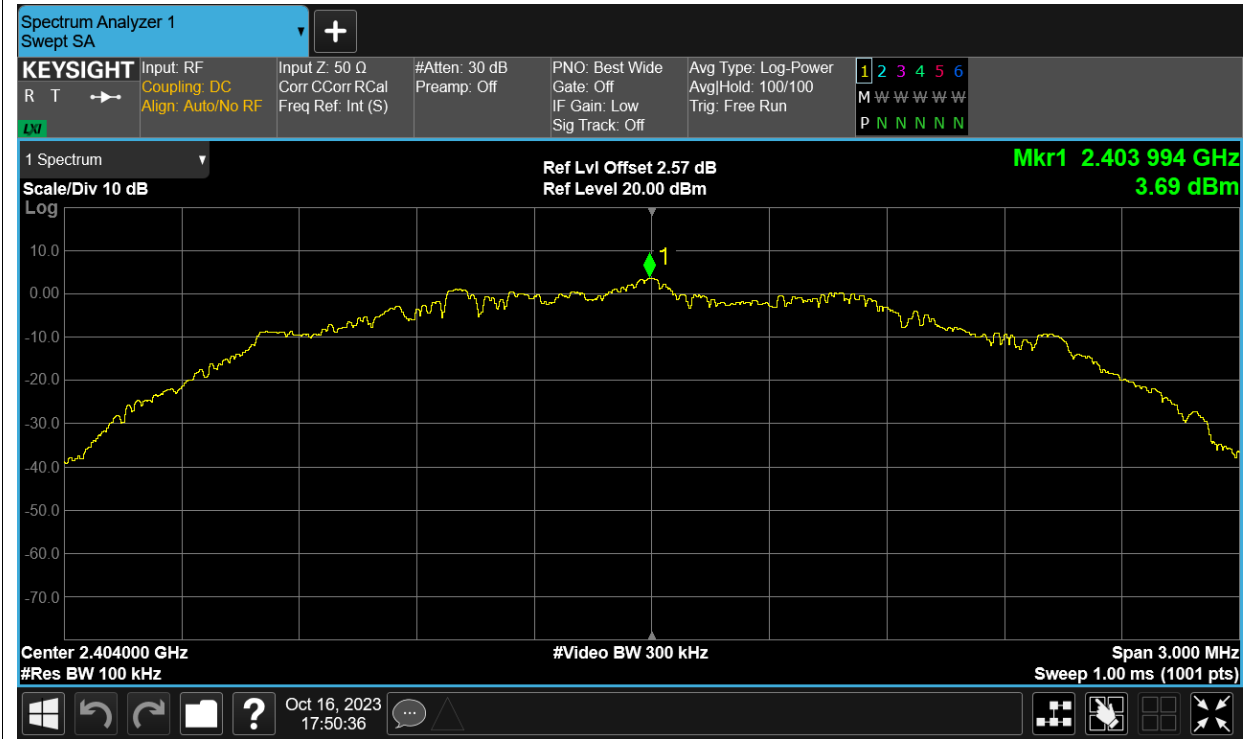 Spectrum Analyzer 1
Swept SA
+
KEYSIGHT
R T
LXI
Input: RF
Coupling: DC
Align: Auto/No RF
Input Z: 50 Ω
Corr CCorr RCal
Freq Ref: Int (S)
#Atten: 30 dB
Preamp: Off
PNO: Best Wide
Gate: Off
IF Gain: Low
Sig Track: Off
Avg Type: Log-Power
Avg|Hold: 100/100
Trig: Free Run
1 2 3 4 5 6
M W W W W W W
P N N N N N N
1 Spectrum
Scale/Div 10 dB
Ref Lvl Offset 2.57 dB
Ref Level 20.00 dBm
Mkr1 2.403 994 GHz
3.69 dBm
Log
1
10.0
0.00
-10.0
-20.0
-30.0
-40.0
-50.0
-60.0
-70.0
Center 2.404000 GHz
#Res BW 100 kHz
#Video BW 300 kHz
Span 3.000 MHz
Sweep 1.00 ms (1001 pts)
?
Oct 16, 2023
17:50:36